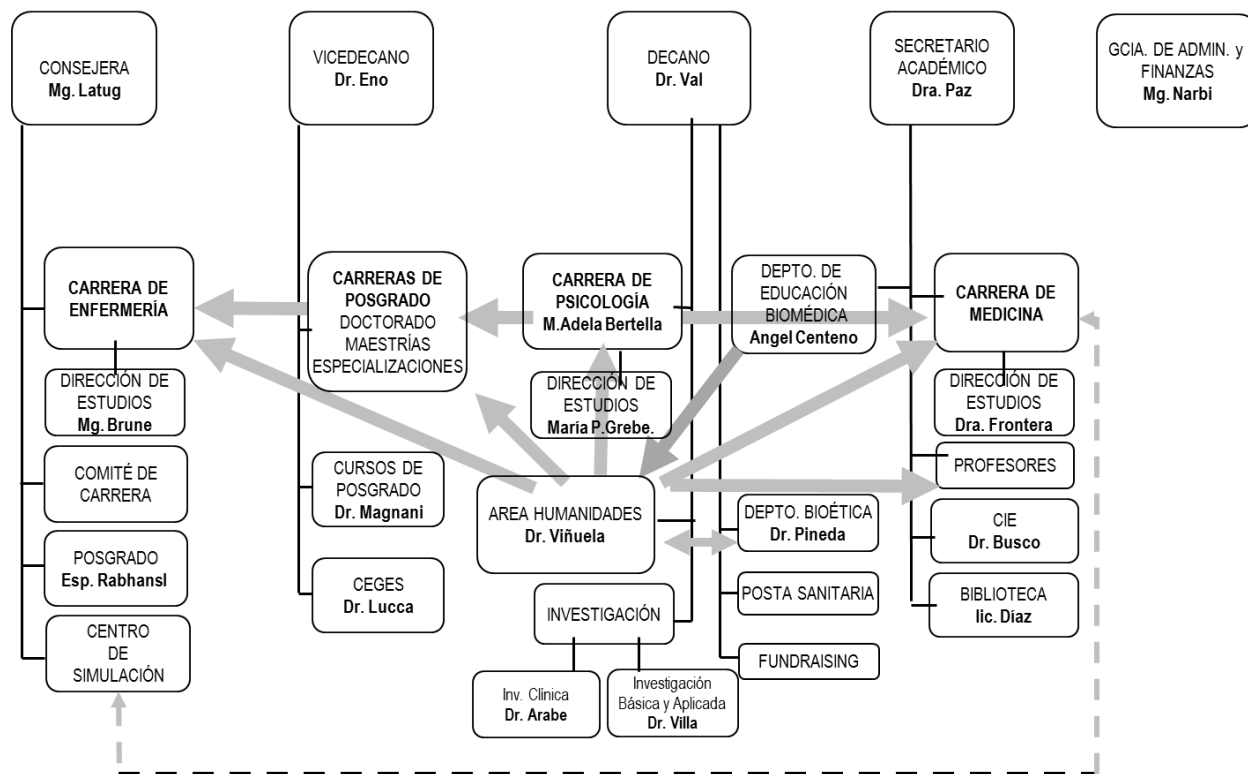 CONSEJERA
Mg. Latug
VICEDECANO
Dr. Eno
DECANO
Dr. Val
SECRETARIO
ACADÉMICO
Dra. Paz
GCIA. DE ADMIN. y
FINANZAS
Mg. Narbi
CARRERA DE
ENFERMERÍA
CARRERAS DE
POSGRADO
DOCTORADO
MAESTRÍAS
ESPECIALIZACIONES
CARRERA DE
PSICOLOGÍA
M.Adela Bertella
DEPTO. DE
EDUCACIÓN
BIOMÉDICA
Angel Centeno
CARRERA DE
MEDICINA
DIRECCIÓN DE
ESTUDIOS
Mg. Brune
DIRECCIÓN DE
ESTUDIOS
María P.Grebe.
DIRECCIÓN DE
ESTUDIOS
Dra. Frontera
COMITÉ DE
CARRERA
CURSOS DE
POSGRADO
Dr. Magnani
AREA HUMANIDADES
Dr. Viñuela
DEPTO. BIOÉTICA
Dr. Pineda
PROFESORES
CIE
Dr. Busco
POSGRADO
Esp. Rabhansl
CEGES
Dr. Lucca
POSTA SANITARIA
BIBLIOTECA
lic. Díaz
CENTRO
DE
SIMULACIÓN
INVESTIGACIÓN
FUNDRAISING
Inv. Clinica
Dr. Arabe
Investigación
Básica y Aplicada
Dr. Villa